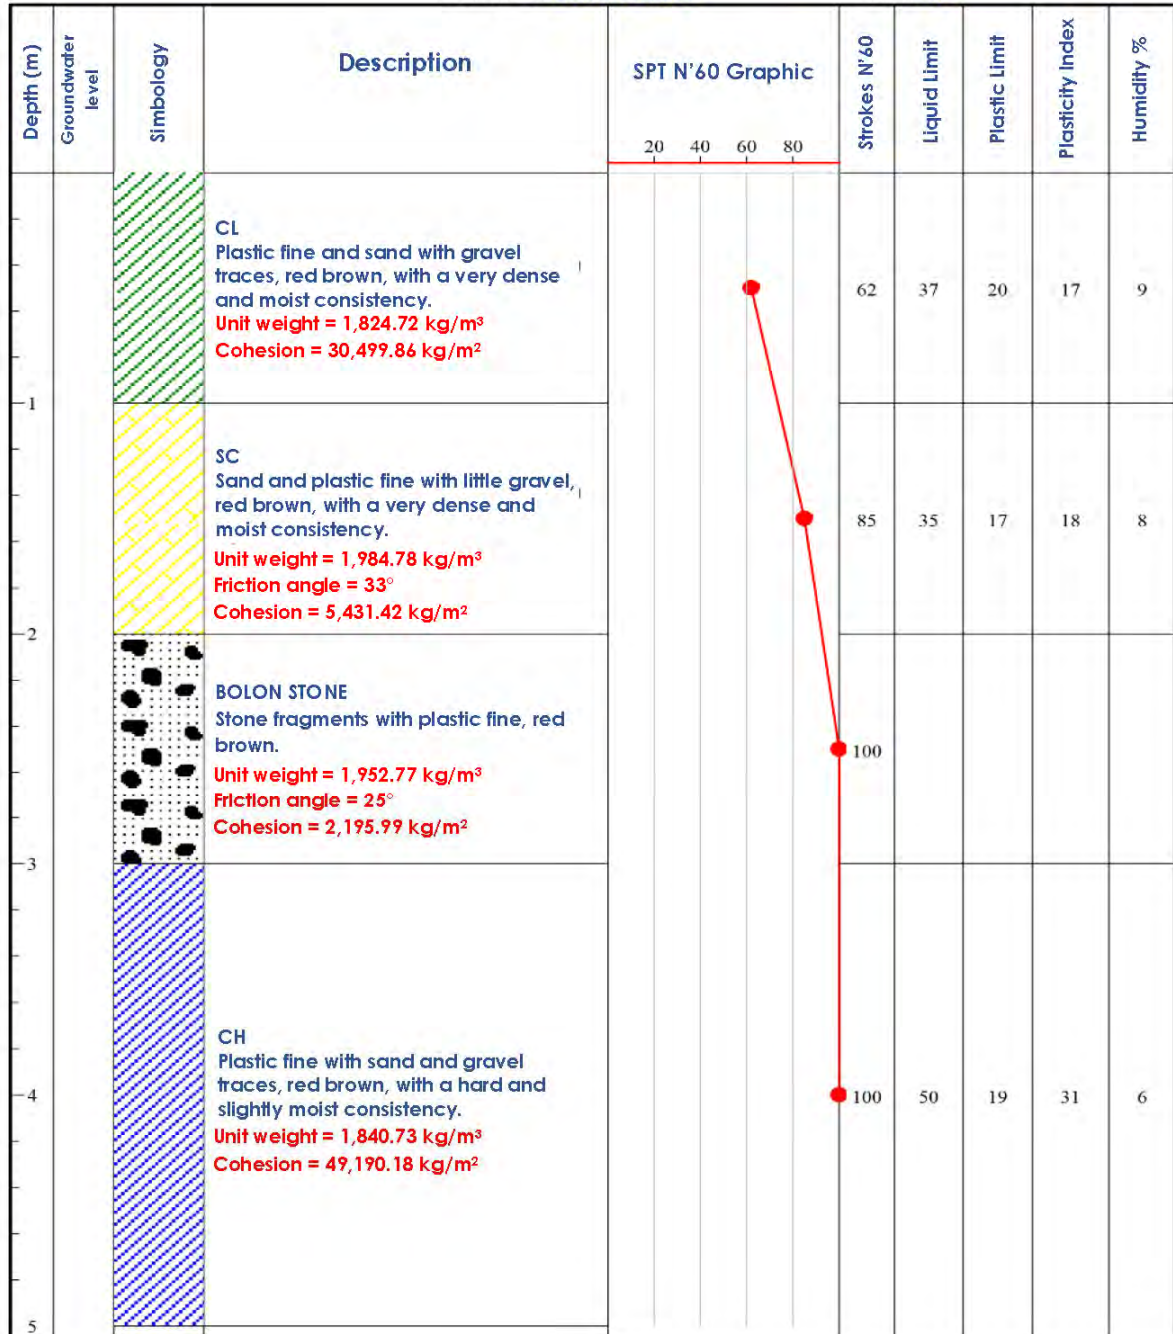 Depth (m)
Groundwater
level
Simbology
Description
SPT N'60 Graphic
20 40 60 80
Strokes N'60
Liquid Limit
Plastic Limit
Plasticity Index
Humidity %
CL
Plastic fine and sand with gravel
traces, red brown, with a very dense
and moist consistency.
Unit weight = 1,824.72 kg/m³
Cohesion = 30,499.86 kg/m²
62 37 20 17 9
1
SC
Sand and plastic fine with little gravel,
red brown, with a very dense and
moist consistency.
Unit weight = 1,984.78 kg/m³
Friction angle = 33°
Cohesion = 5,431.42 kg/m²
85 35 17 18 8
2
BOLON STONE
Stone fragments with plastic fine, red
brown.
Unit weight = 1,952.77 kg/m³
Friction angle = 25°
Cohesion = 2,195.99 kg/m²
100
3
CH
Plastic fine with sand and gravel
traces, red brown, with a hard and
slightly moist consistency.
Unit weight = 1,840.73 kg/m³
Cohesion = 49,190.18 kg/m²
4
100 50 19 31 6
5